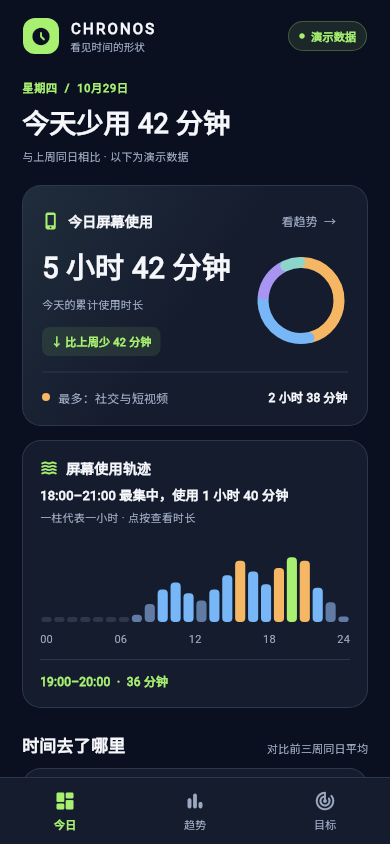 CHRONOS
看见时间的形状
演示数据
星期四 / 10月29日
今天少用 42 分钟
与上周同日相比 · 以下为演示数据
今日屏幕使用
看趋势 →
5 小时 42 分钟
今天的累计使用时长
↓ 比上周少 42 分钟
最多：社交与短视频
2 小时 38 分钟
屏幕使用轨迹
18:00–21:00 最集中，使用 1 小时 40 分钟
一柱代表一小时 · 点按查看时长
00 06 12 18 24
19:00–20:00 · 36 分钟
时间去了哪里
对比前三周同日平均
今日 趋势 目标